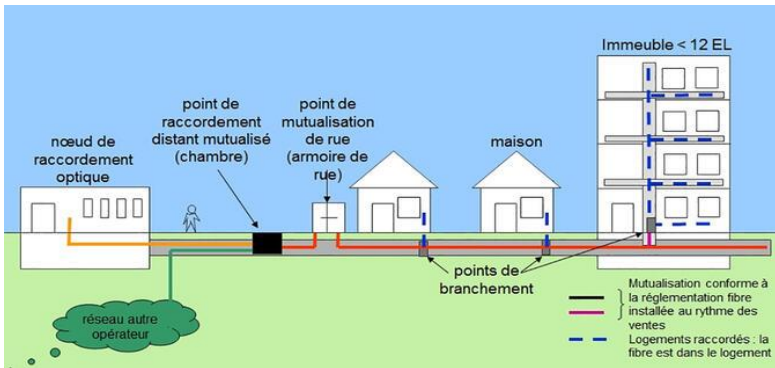 Immeuble < 12 EL
point de
raccordement
distant mutualisé
(chambre)
point de
mutualisation
de rue
(armoire de
rue)
nœud de
raccordement
optique
maison
points de
branchement
réseau autre
opérateur
Mutualisation conforme à
la réglementation fibre
installée au rythme des
ventes
Logements raccordés : la
fibre est dans le logement